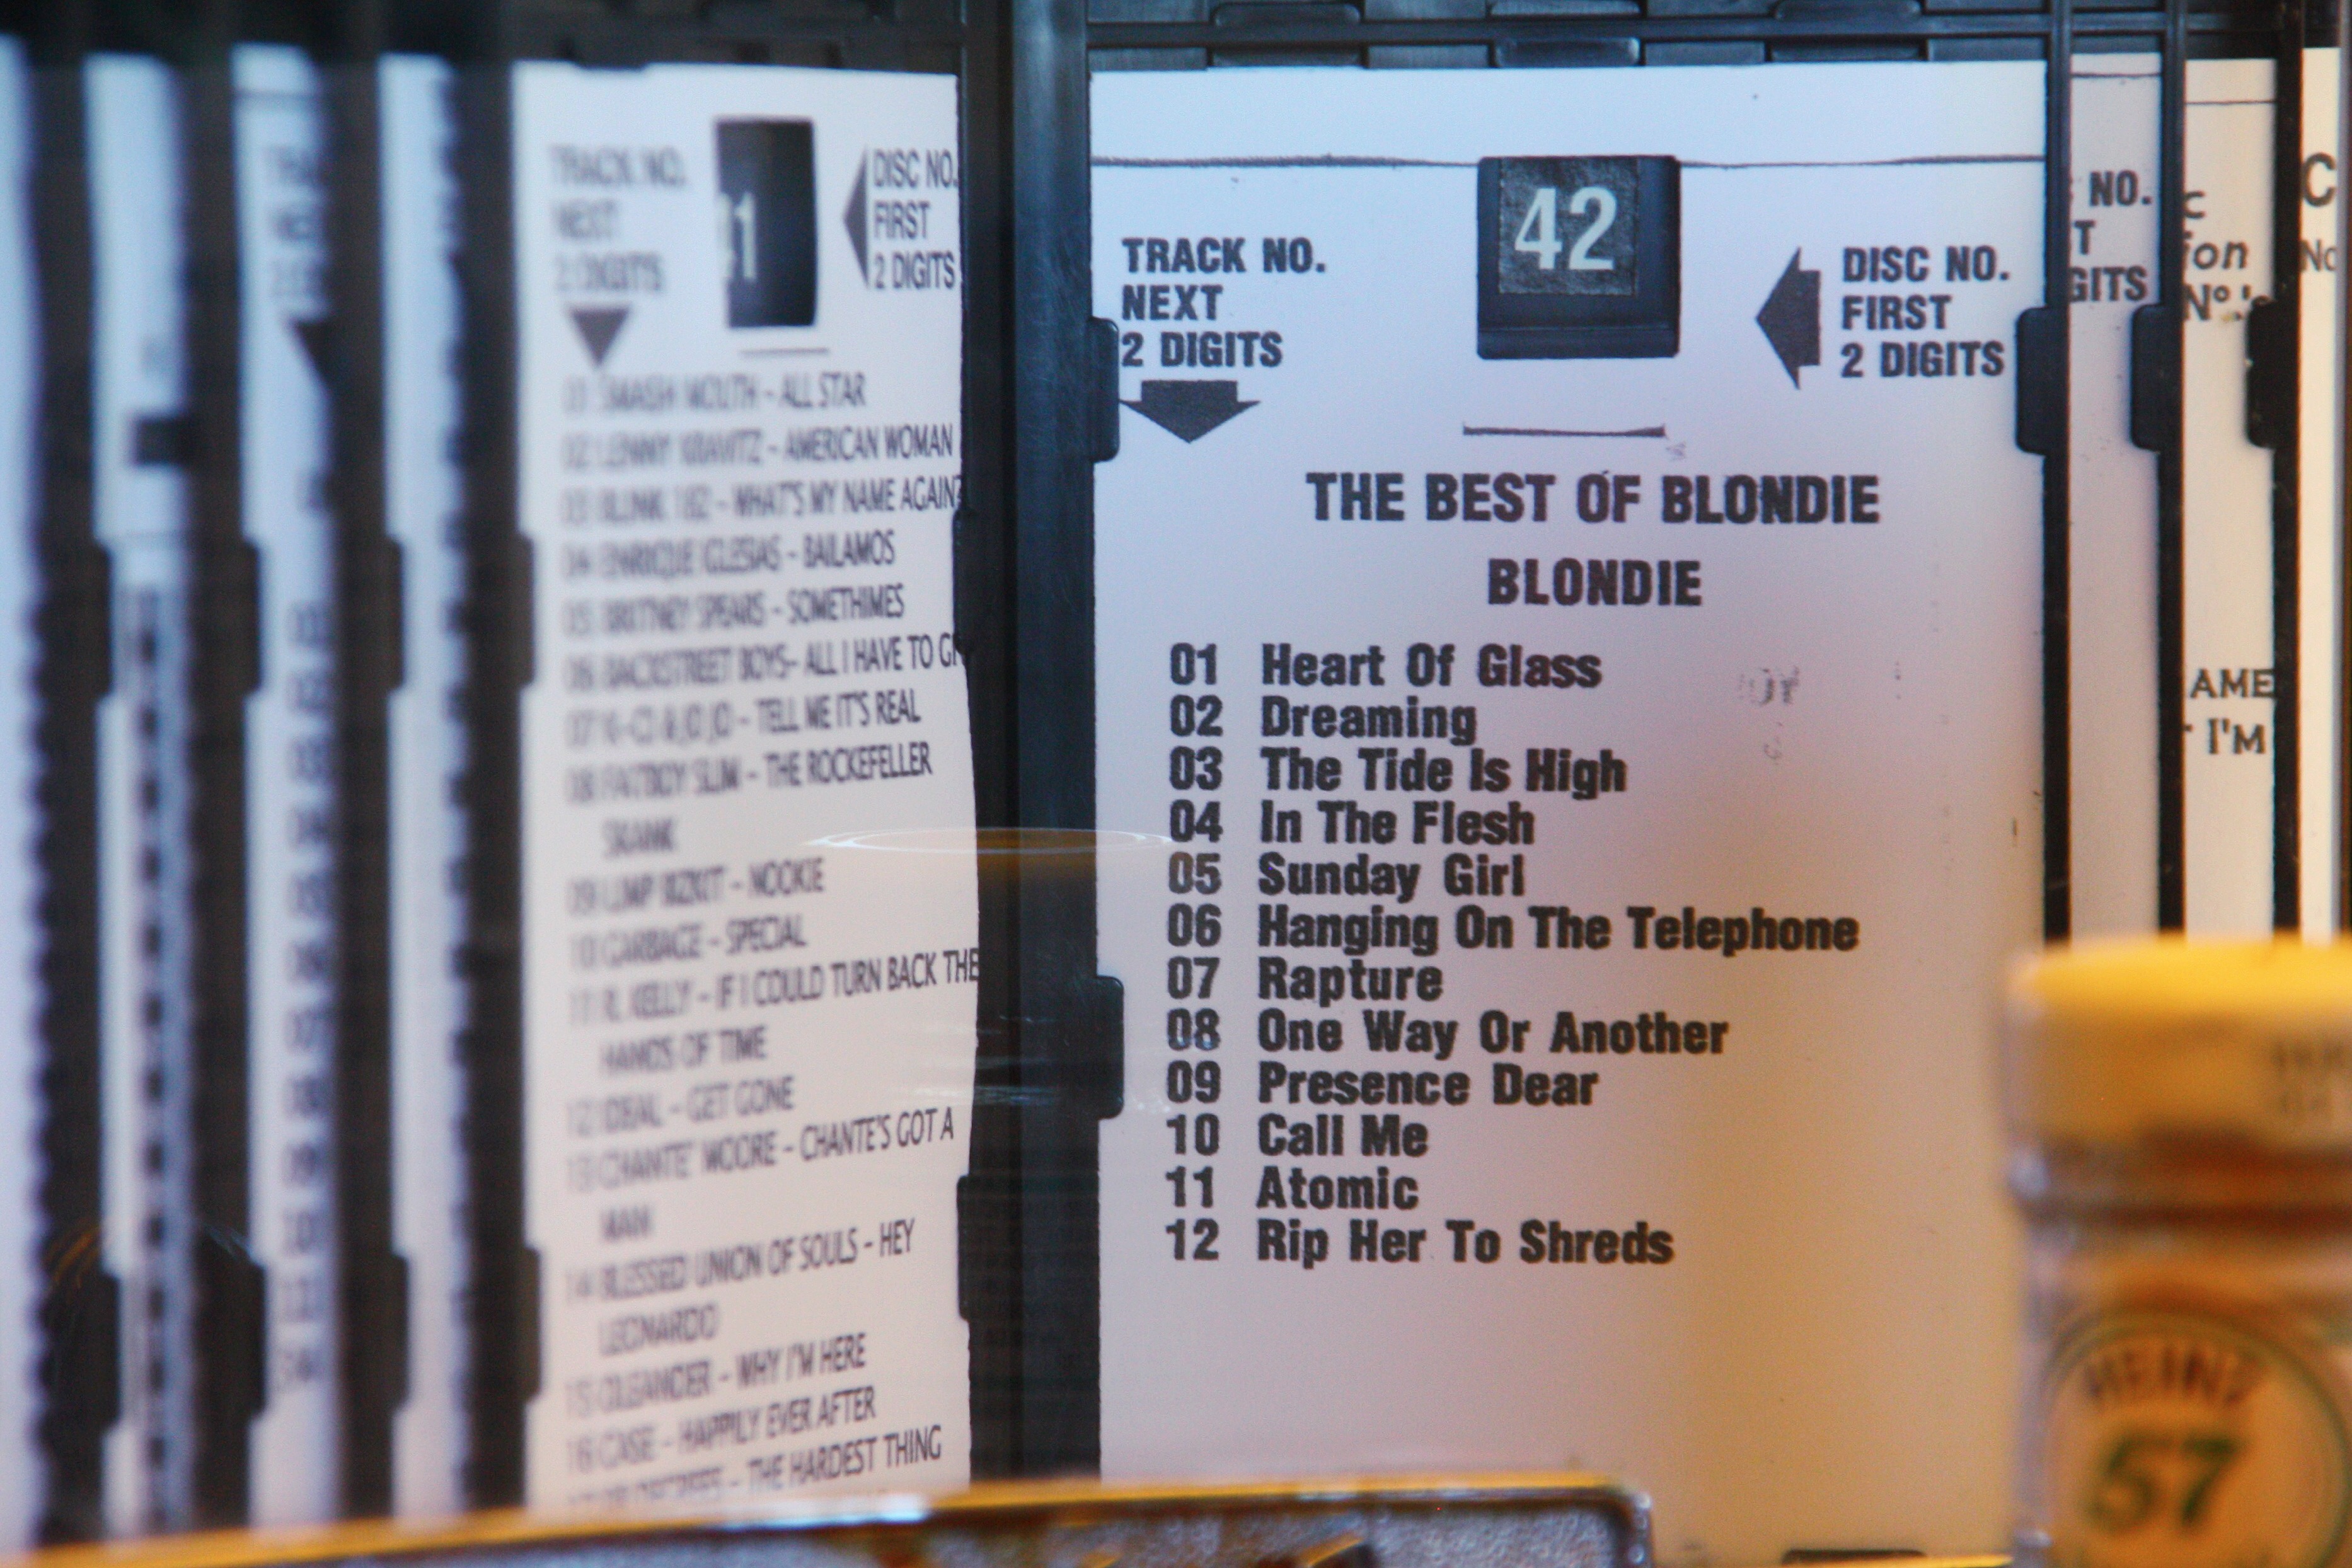 TRACK NO.
NEXT
2 DIGITS
DISC NO.
FIRST
2 DIGITS
01 SMASH MOUTH - ALL STAR
02 LENNY KRAVITZ - AMERICAN WOMAN
03 BLINK 182 - WHAT'S MY NAME AGAIN?
04 ENRIQUE IGLESIAS - BAILAMOS
05 BRITNEY SPEARS - SOMETHIMES
06 BACKSTREET BOYS- ALL I HAVE TO
07 K-CI & JO JO - TELL ME IT'S REAL
08 FATBOY SLIM - THE ROCKEFELLER
SKANK
09 LIMP BIZKIT - NOOKIE
10 GARBAGE - SPECIAL
11 R. KELLY - IF I COULD TURN BACK THE
HANDS OF TIME
12 IDEAL - GET GONE
13 CHANTE' MOORE - CHANTE'S GOT A
MAN
14 BLESSED UNION OF SOULS - HEY
LEONARDO
15 OLEANDER - WHY I'M HERE
16 CASE - HAPPILY EVER AFTER
DEGREES - THE HARDEST THING
42
TRACK NO.
NEXT
2 DIGITS
DISC NO.
FIRST
2 DIGITS
THE BEST OF BLONDIE
BLONDIE
01 Heart Of Glass
02 Dreaming
03 The Tide Is High
04 In The Flesh
05 Sunday Girl
06 Hanging On The Telephone
07 Rapture
08 One Way Or Another
09 Presence Dear
10 Call Me
11 Atomic
12 Rip Her To Shreds
NO.
I'M
HEINZ
57